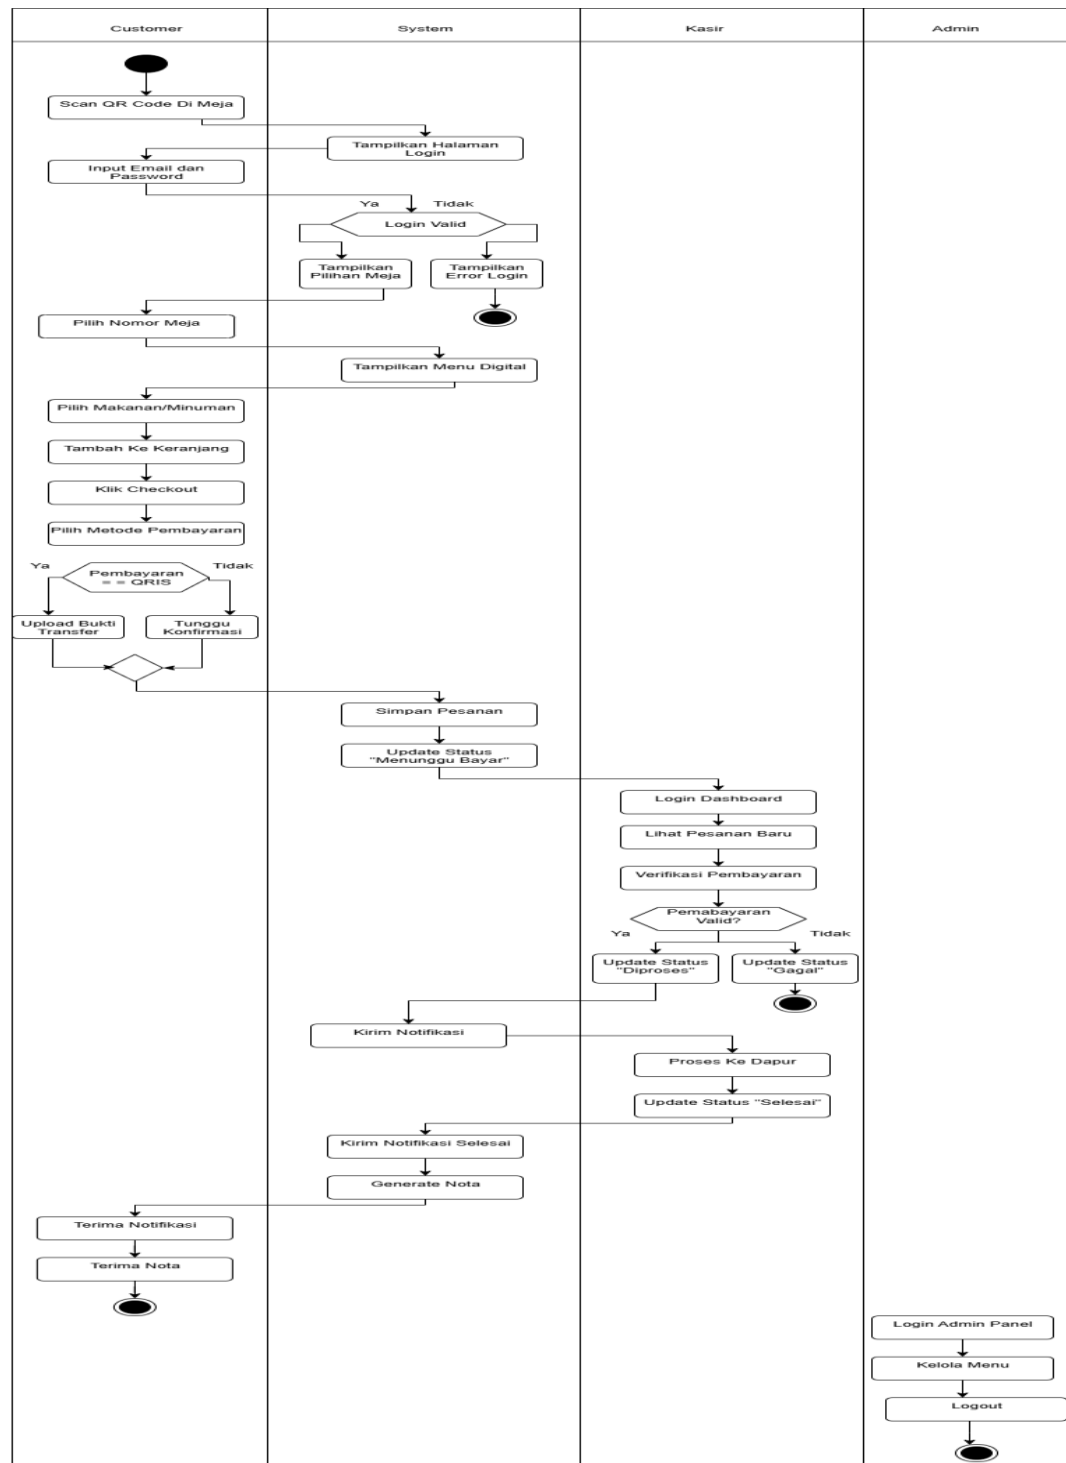 Customer
System
Kasir
Admin
Scan QR Code Di Meja
Tampilkan Halaman
Login
Input Email dan
Password
Ya
Tidak
Login Valid
Tampilkan
Pilihan Meja
Tampilkan
Error Login
Pilih Nomor Meja
Tampilkan Menu Digital
Pilih Makanan/Minuman
Tambah Ke Keranjang
Klik Checkout
Pilih Metode Pembayaran
Ya
Tidak
Pembayaran
= = QRIS
Upload Bukti
Transfer
Tunggu
Konfirmasi
Simpan Pesanan
Update Status
"Menunggu Bayar"
Login Dashboard
Lihat Pesanan Baru
Verifikasi Pembayaran
Pemabayaran
Valid?
Ya
Tidak
Update Status
"Diproses"
Update Status
"Gagal"
Kirim Notifikasi
Proses Ke Dapur
Update Status "Selesai"
Kirim Notifikasi Selesai
Generate Nota
Terima Notifikasi
Terima Nota
Login Admin Panel
Kelola Menu
Logout